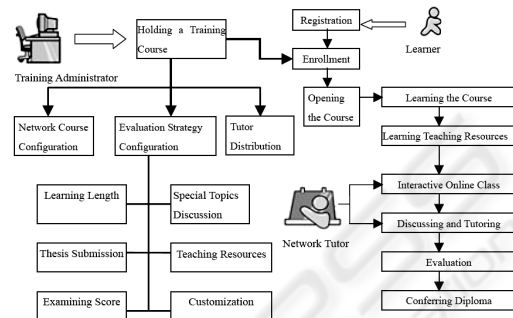 Holding a Training
Course
Registration
Learner
Training Administrator
Enrollment
Opening
the Course
Learning the Course
Network Course
Configuration
Evaluation Strategy
Configuration
Tutor
Distribution
Learning Teaching Resources
Learning Length
Special Topics
Discussion
Interactive Online Class
Network Tutor
Discussing and Tutoring
Thesis Submission
Teaching Resources
Evaluation
Examining Score
Customization
Conferring Diploma